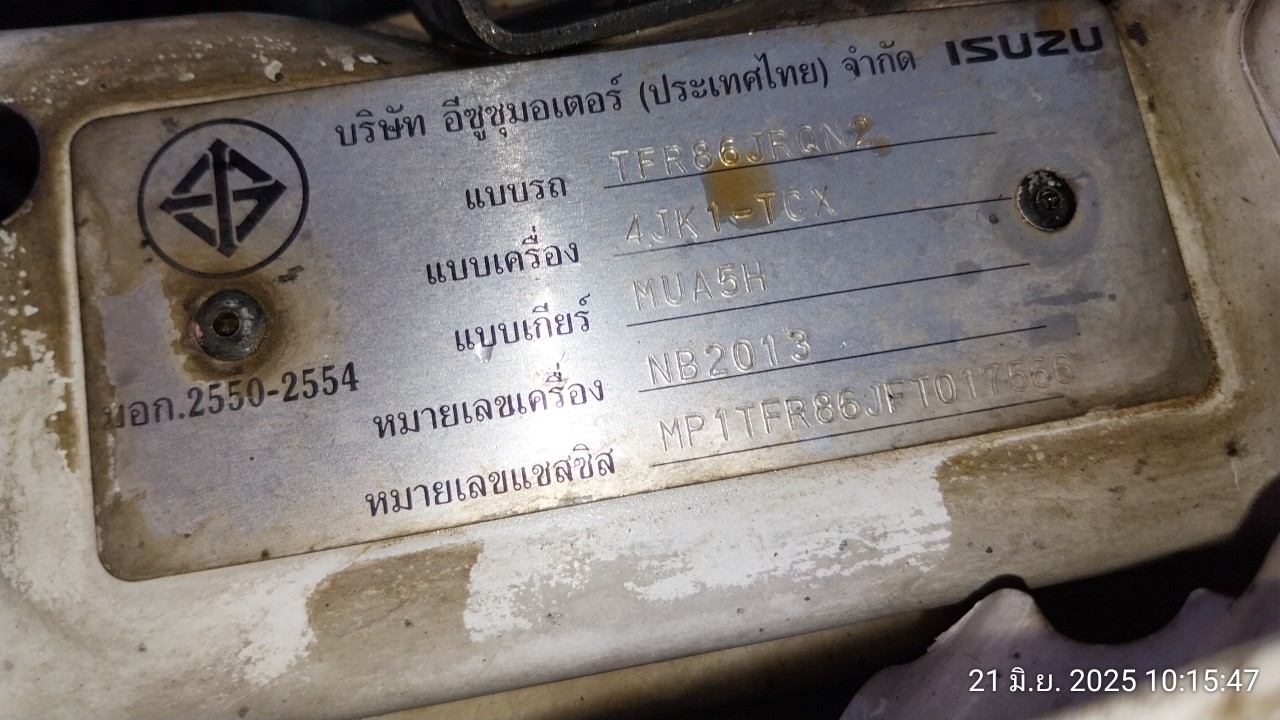 บริษัท อีซูซุมอเตอร์ (ประเทศไทย) จำกัด ISUZU
แบบรถ TFR86JRQN2
แบบเครื่อง 4JK1-TCX
แบบเกียร์ MUA5H
หมายเลขเครื่อง NB2013
หมายเลขแชสซิส MP1TFR86JFT017566
มอก.2550-2554
21 มิ.ย. 2025 10:15:47